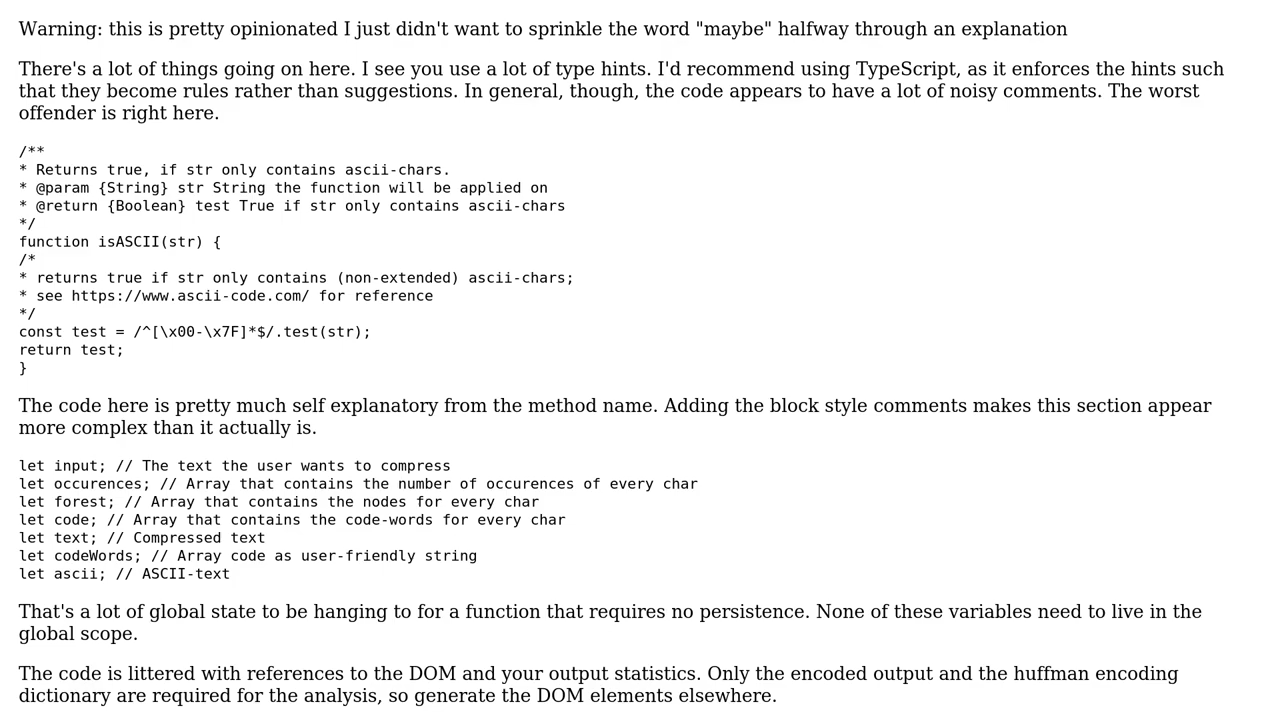 Warning: this is pretty opinionated I just didn't want to sprinkle the word "maybe" halfway through an explanation
There's a lot of things going on here. I see you use a lot of type hints. I'd recommend using TypeScript, as it enforces the hints such
that they become rules rather than suggestions. In general, though, the code appears to have a lot of noisy comments. The worst
offender is right here.
/**
* Returns true, if str only contains ascii-chars.
* @param {String} str String the function will be applied on
* @return {Boolean} test True if str only contains ascii-chars
*/
function isASCII(str) {
/*
* returns true if str only contains (non-extended) ascii-chars;
* see https://www.ascii-code.com/ for reference
*/
const test = /^[\x00-\x7F]*$/.test(str);
return test;
}
The code here is pretty much self explanatory from the method name. Adding the block style comments makes this section appear
more complex than it actually is.
let input; // The text the user wants to compress
let occurences; // Array that contains the number of occurences of every char
let forest; // Array that contains the nodes for every char
let code; // Array that contains the code-words for every char
let text; // Compressed text
let codeWords; // Array code as user-friendly string
let ascii; // ASCII-text
That's a lot of global state to be hanging to for a function that requires no persistence. None of these variables need to live in the
global scope.
The code is littered with references to the DOM and your output statistics. Only the encoded output and the huffman encoding
dictionary are required for the analysis, so generate the DOM elements elsewhere.